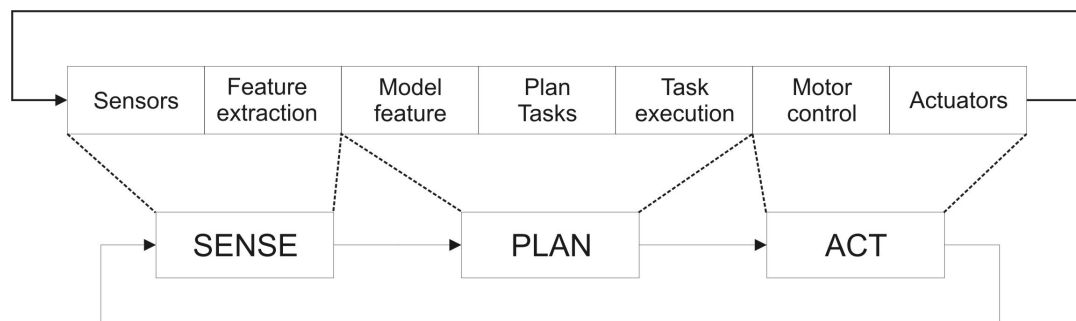 Sensors
Feature
extraction
Model
feature
Plan
Tasks
Task
execution
Motor
control
Actuators
SENSE
PLAN
ACT